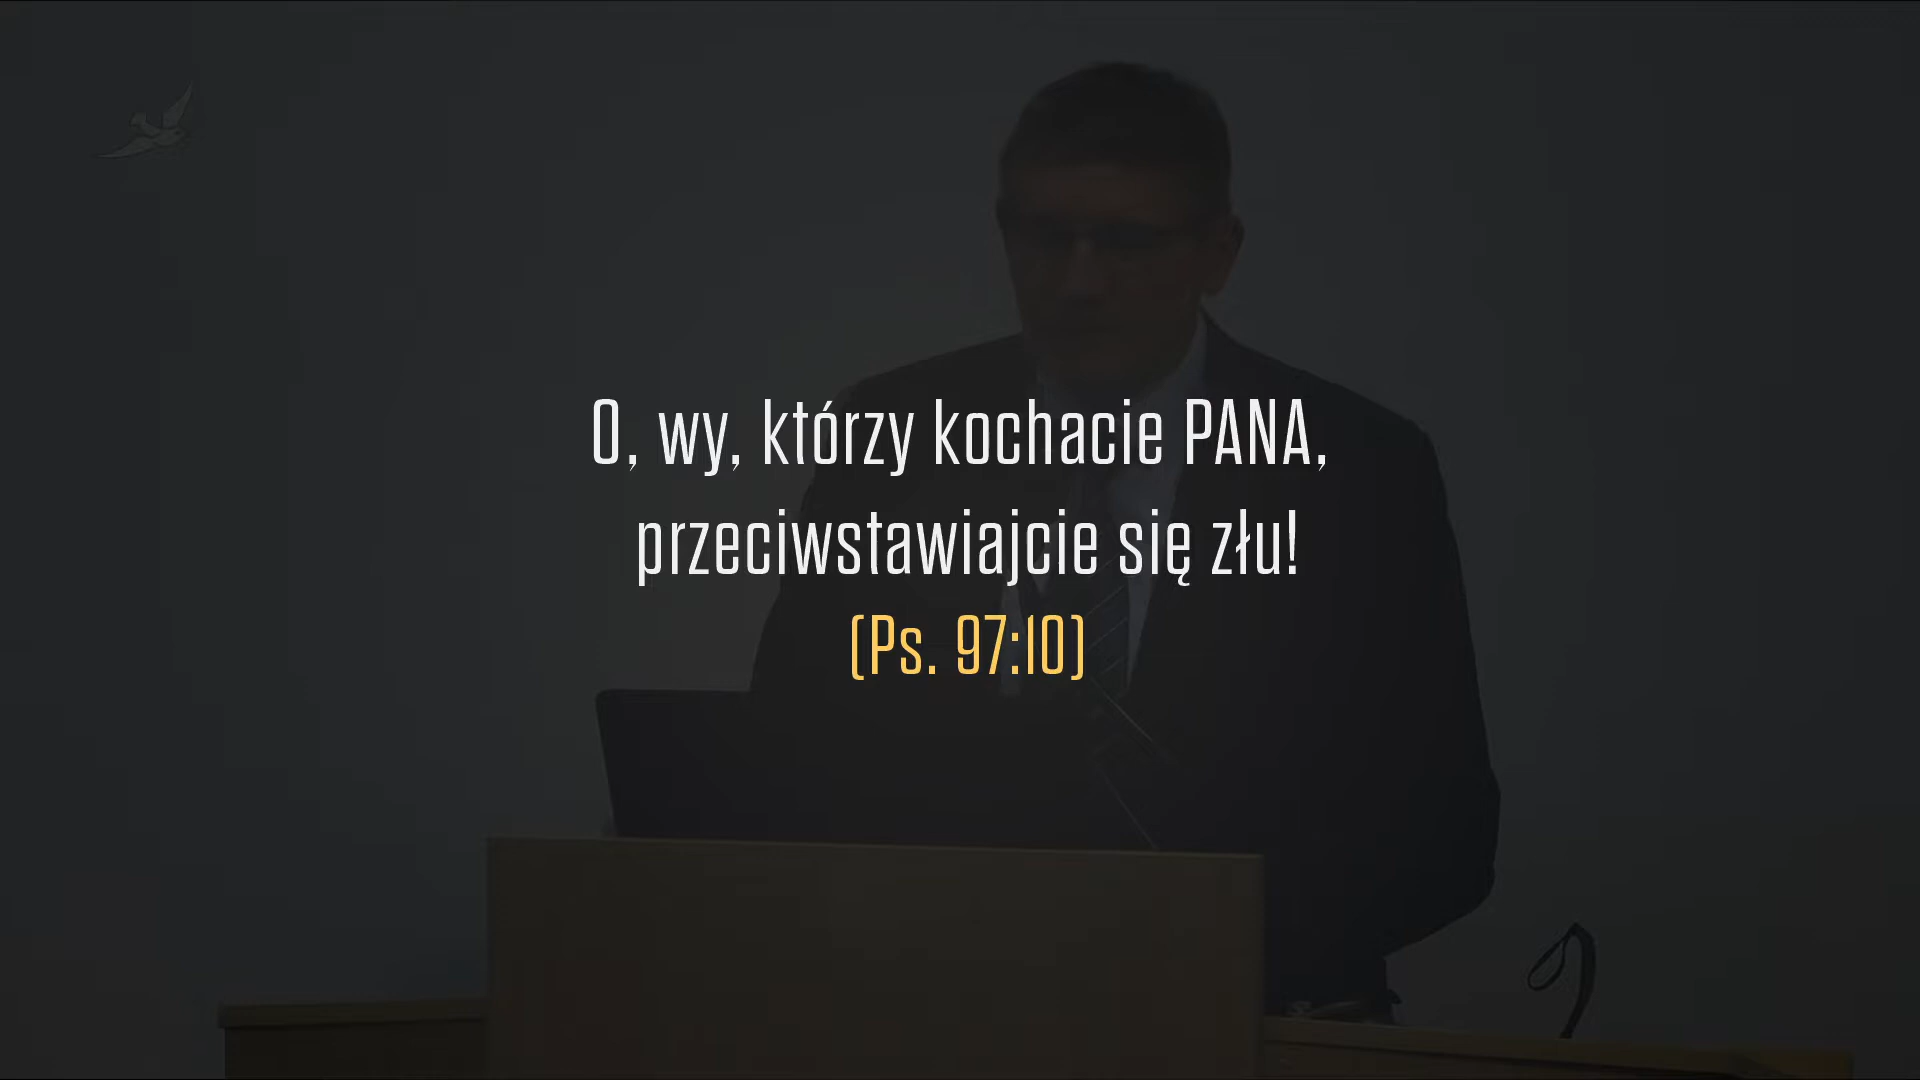 O, wy, którzy kochacie PANA,
przeciwstawiajcie się złu!
(Ps. 97:10)